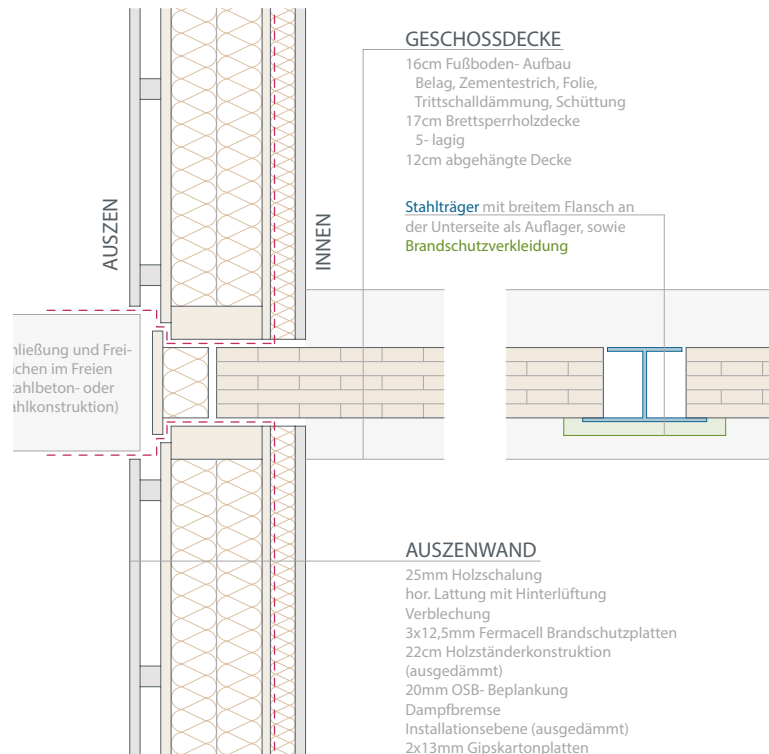 GESCHOSSDECKE
16cm Fußboden- Aufbau
Belag, Zementestrich, Folie,
Trittschalldämmung, Schüttung
17cm Brettsperrholzdecke
5- lagig
12cm abgehängte Decke
Stahlträger mit breitem Flansch an
der Unterseite als Auflager, sowie
Brandschutzverkleidung
AUSZEN
INNEN
hließung und Frei-
chen im Freien
tahlbeton- oder
ahlkonstruktion)
AUSZENWAND
25mm Holzschalung
hor. Lattung mit Hinterlüftung
Verblechung
3x12,5mm Fermacell Brandschutzplatten
22cm Holzständerkonstruktion
(ausgedämmt)
20mm OSB- Beplankung
Dampfbremse
Installationsebene (ausgedämmt)
2x13mm Gipskartonplatten